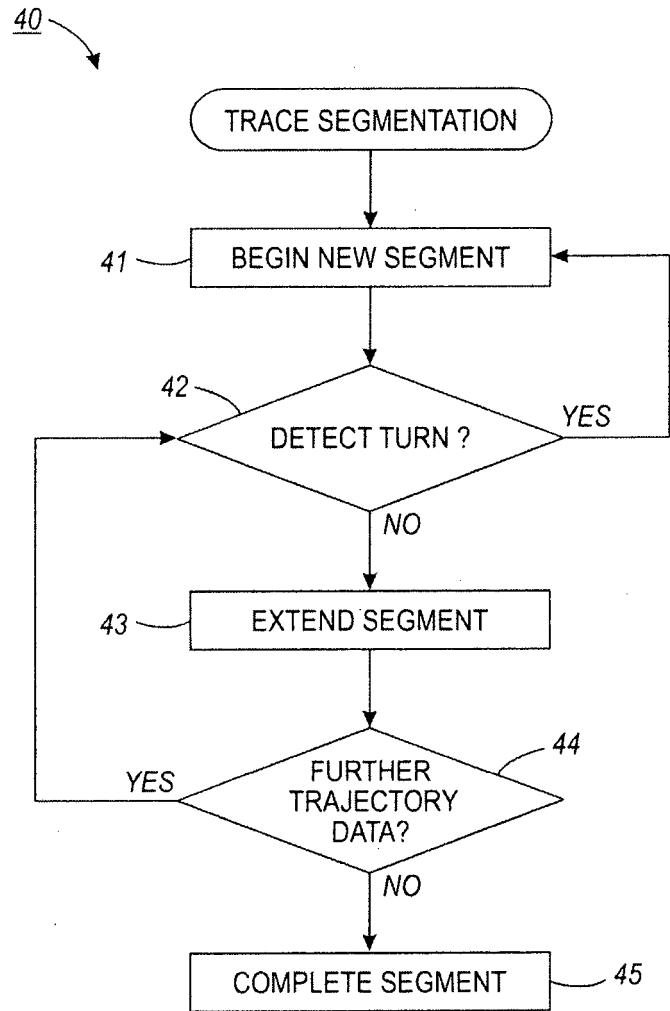 40
TRACE SEGMENTATION
41
BEGIN NEW SEGMENT
42
DETECT TURN ?
YES
NO
43
EXTEND SEGMENT
44
YES
FURTHER
TRAJECTORY
DATA?
NO
COMPLETE SEGMENT
45